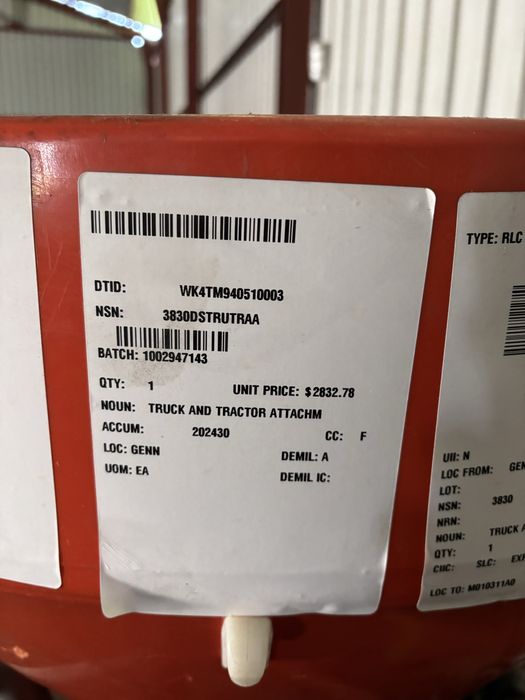 DTID: WK4TM940510003
NSN: 3830DSTRUTRAA
BATCH: 1002947143
QTY: 1 UNIT PRICE: $2832.78
NOUN: TRUCK AND TRACTOR ATTACHM
ACCUM: 202430 CC: F
LOC: GENN DEMIL: A
UOM: EA DEMIL IC:
TYPE: RLC
UII: N
LOC FROM: GEN
LOT:
NSN: 3830
NRN:
NOUN: TRUCK A
QTY: 1
CIIC: SLC:
LOC TO: M010311A0